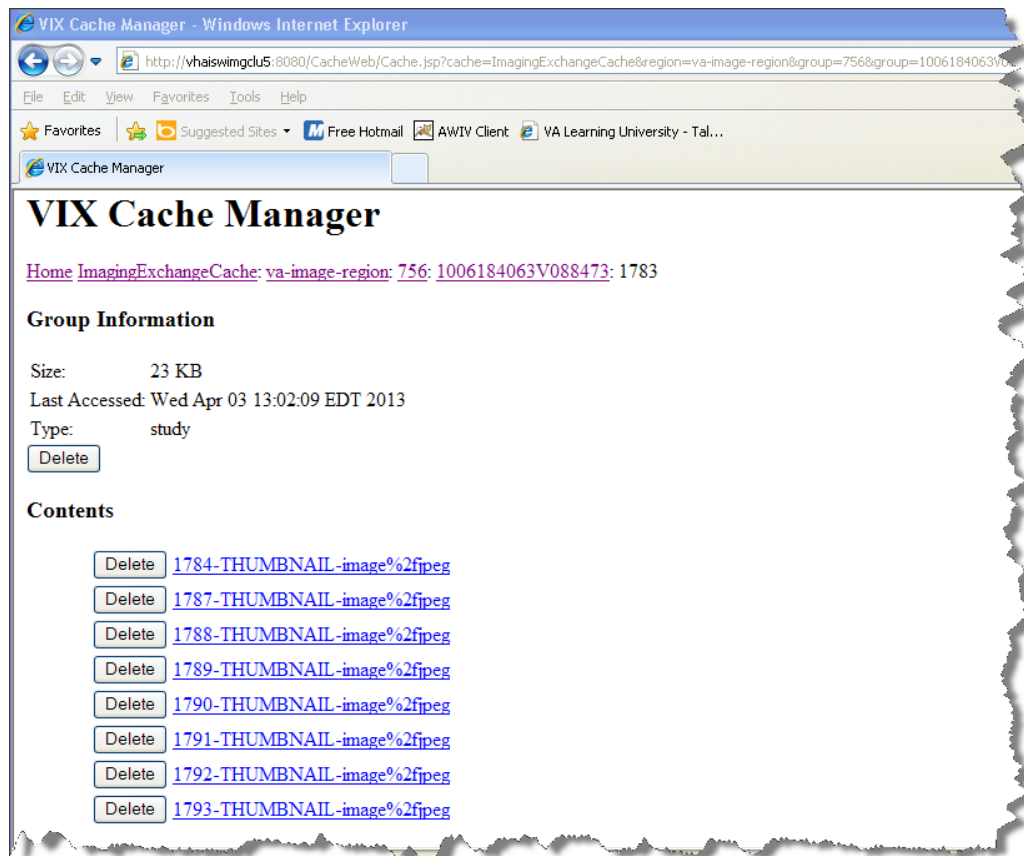 VIX Cache Manager - Windows Internet Explorer
http://vhaiswimgclu5:8080/CacheWeb/Cache.jsp?cache=ImagingExchangeCache&region=va-image-region&group=756&group=1006184063V0
File Edit View Favorites Tools Help
Favorites Suggested Sites Free Hotmail AWIV Client VA Learning University - Tal...
VIX Cache Manager
VIX Cache Manager
Home ImagingExchangeCache: va-image-region: 756: 1006184063V088473: 1783
Group Information
Size: 23 KB
Last Accessed: Wed Apr 03 13:02:09 EDT 2013
Type: study
Delete
Contents
Delete 1784-THUMBNAIL-image%2fjpeg
Delete 1787-THUMBNAIL-image%2fjpeg
Delete 1788-THUMBNAIL-image%2fjpeg
Delete 1789-THUMBNAIL-image%2fjpeg
Delete 1790-THUMBNAIL-image%2fjpeg
Delete 1791-THUMBNAIL-image%2fjpeg
Delete 1792-THUMBNAIL-image%2fjpeg
Delete 1793-THUMBNAIL-image%2fjpeg